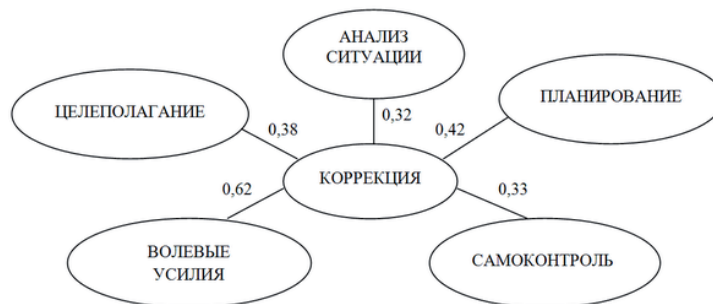 АНАЛИЗ
СИТУАЦИИ
ЦЕЛЕПОЛАГАНИЕ
ПЛАНИРОВАНИЕ
0,38
0,32
0,42
КОРРЕКЦИЯ
0,62
0,33
ВОЛЕВЫЕ
УСИЛИЯ
САМОКОНТРОЛЬ